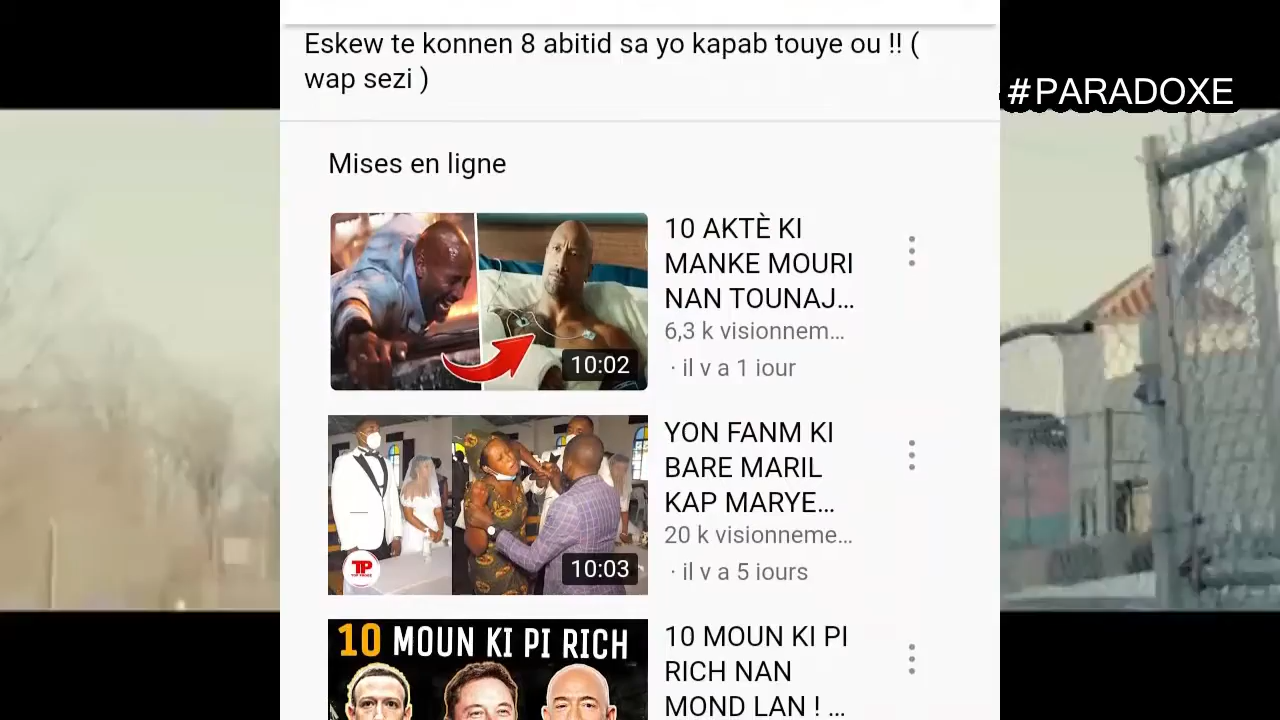 Eskew te konnen 8 abitid sa yo kapab touye ou !! (
wap sezi )
#PARADOXE
Mises en ligne
10 AKTÈ KI
MANKE MOURI
NAN TOUNAJ…
6,3 k visionnem…
· il y a 1 jour
10:02
YON FANM KI
BARE MARIL
KAP MARYE…
20 k visionneme…
· il y a 5 jours
10:03
TP
10 MOUN KI PI RICH
10 MOUN KI PI
RICH NAN
MOND LAN ! …